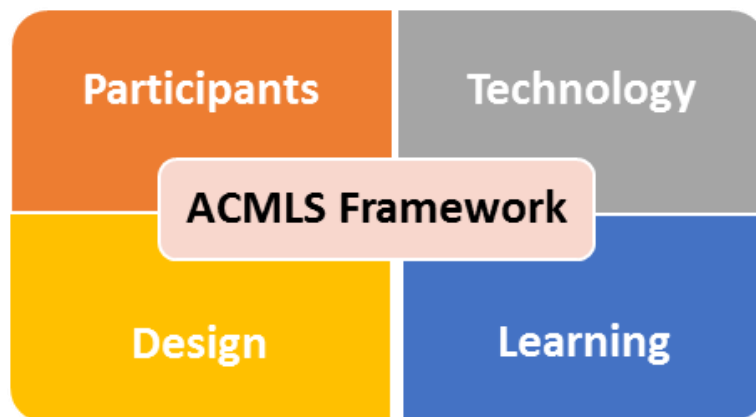 Participants
Technology
ACMLS Framework
Design
Learning